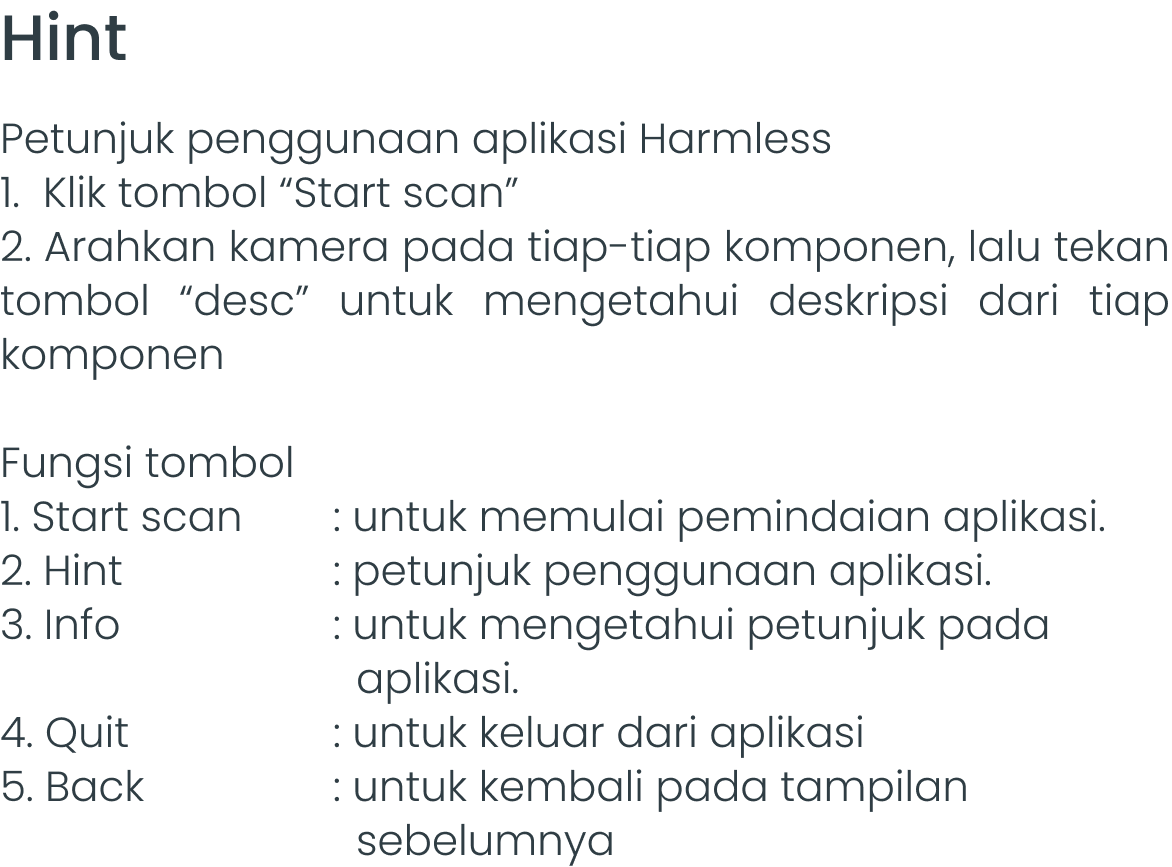 Hint
Petunjuk penggunaan aplikasi Harmless
1. Klik tombol “Start scan”
2. Arahkan kamera pada tiap-tiap komponen, lalu tekan
tombol “desc” untuk mengetahui deskripsi dari tiap
komponen
Fungsi tombol
1. Start scan : untuk memulai pemindaian aplikasi.
2. Hint : petunjuk penggunaan aplikasi.
3. Info : untuk mengetahui petunjuk pada
aplikasi.
4. Quit : untuk keluar dari aplikasi
5. Back : untuk kembali pada tampilan
sebelumnya